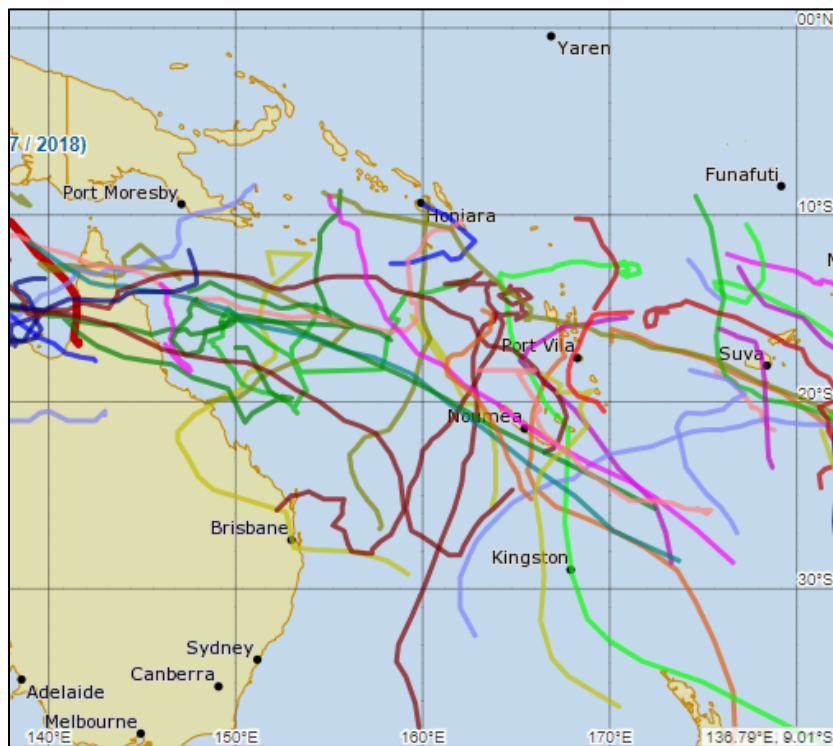 00°N
Yaren
7 / 2018)
Funafuti
Port Moresby
Honiara
10°S
Port Vila
Suva
20°S
Noumea
Brisbane
Kingston
30°S
Sydney
Canberra
Adelaide
Melbourne
140°E
150°E
160°E
170°E
136.79°E, 9.01°S